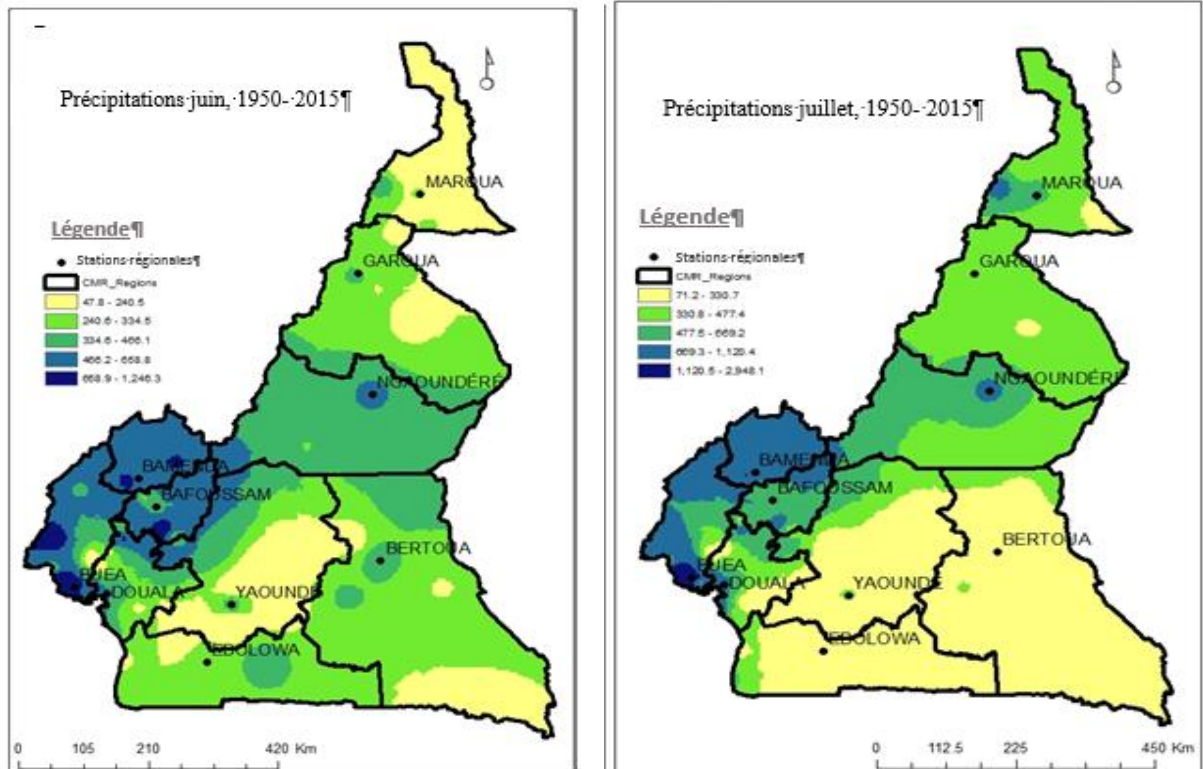 Précipitations·juin,·1950-·2015¶
MAROUA
Légende¶
Stations·régionales¶
CMR_Regions
47.8 - 240.5
240.6 - 334.5
334.6 - 466.1
466.2 - 658.8
658.9 - 1,246.3
GAROUA
NGAOUNDÉRÉ
BAMENDA
BAFOUSSAM
BERTOUA
BUEA
DOUALA
YAOUNDE
EBOLOWA
0 105 210 420 Km
Précipitations·juillet,·1950-·2015¶
MAROUA
Légende¶
Stations·régionales¶
CMR_Regions
71.2 - 330.7
330.8 - 477.4
477.5 - 669.2
669.3 - 1,120.4
1,120.5 - 2,948.1
GAROUA
NGAOUNDÉRÉ
BAMENDA
BAFOUSSAM
BERTOUA
BUEA
DOUALA
YAOUNDE
EBOLOWA
0 112.5 225 450 Km